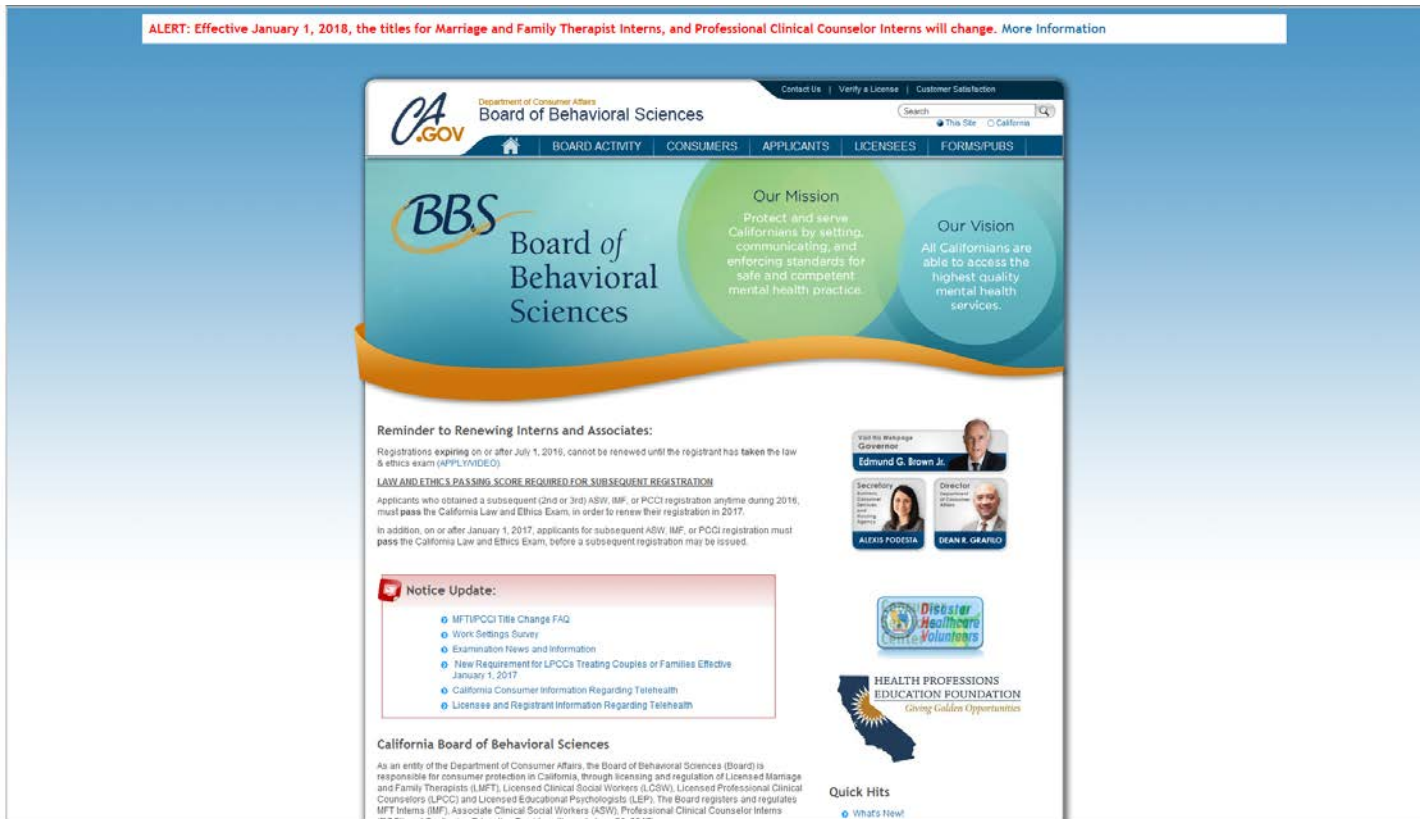 ALERT: Effective January 1, 2018, the titles for Marriage and Family Therapist Interns, and Professional Clinical Counselor Interns will change. More Information
Contact Us | Verify a License | Customer Satisfaction
CA
.GOV
Department of Consumer Affairs
Board of Behavioral Sciences
Search
This Site California
BOARD ACTIVITY CONSUMERS APPLICANTS LICENSEES FORMS/PUBS
BBS
Board of
Behavioral
Sciences
Our Mission
Protect and serve
Californians by setting,
communicating, and
enforcing standards for
safe and competent
mental health practice.
Our Vision
All Californians are
able to access the
highest quality
mental health
services.
Reminder to Renewing Interns and Associates:
Registrations expiring on or after July 1, 2016, cannot be renewed until the registrant has taken the law
& ethics exam (APPLY/VIDEO)
LAW AND ETHICS PASSING SCORE REQUIRED FOR SUBSEQUENT REGISTRATION
Applicants who obtained a subsequent (2nd or 3rd) ASW, IMF, or PCCI registration anytime during 2016,
must pass the California Law and Ethics Exam, in order to renew their registration in 2017.
In addition, on or after January 1, 2017, applicants for subsequent ASW, IMF, or PCCI registration must
pass the California Law and Ethics Exam, before a subsequent registration may be issued.
Visit his Webpage
Governor
Edmund G. Brown Jr.
Secretary
Business,
Consumer
Services
and
Housing
Agency
ALEXIS PODESTA
Director
Department
of Consumer
Affairs
DEAN R. GRAFILO
Notice Update:
MFTI/PCCI Title Change FAQ
Work Settings Survey
Examination News and Information
New Requirement for LPCCs Treating Couples or Families Effective
January 1, 2017
California Consumer Information Regarding Telehealth
Licensee and Registrant Information Regarding Telehealth
Disaster
Healthcare
Volunteers
HEALTH PROFESSIONS
EDUCATION FOUNDATION
Giving Golden Opportunities
California Board of Behavioral Sciences
As an entity of the Department of Consumer Affairs, the Board of Behavioral Sciences (Board) is
responsible for consumer protection in California, through licensing and regulation of Licensed Marriage
and Family Therapists (LMFT), Licensed Clinical Social Workers (LCSW), Licensed Professional Clinical
Counselors (LPCC) and Licensed Educational Psychologists (LEP). The Board registers and regulates
MFT Interns (IMF), Associate Clinical Social Workers (ASW), Professional Clinical Counselor Interns
Quick Hits
What's New!